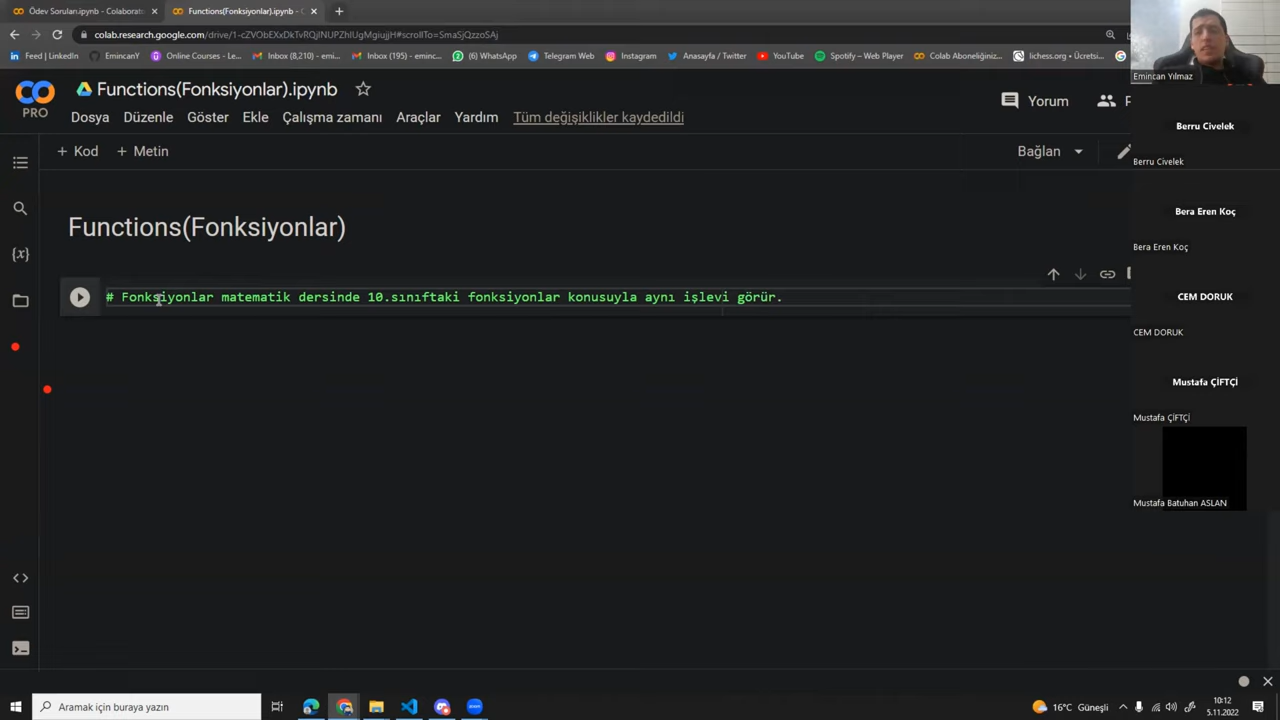 Ödev Soruları.ipynb - Colaborato
Functions(Fonksiyonlar).ipynb - C
colab.research.google.com/drive/
Feed | LinkedIn
EmincanY
Online Courses - Le...
Inbox (8,210) - emi...
Inbox (195) - eminc...
(6) WhatsApp
Telegram Web
Instagram
Anasayfa / Twitter
YouTube
Spotify – Web Player
Colab Aboneliğiniz...
lichess.org • Ücretsi...
Emincan Yılmaz
PRO
Functions(Fonksiyonlar).ipynb
Yorum
Dosya
Düzenle
Göster
Ekle
Çalışma zamanı
Araçlar
Yardım
Tüm değişiklikler kaydedildi
+ Kod
+ Metin
Bağlan
Berru Civelek
Berru Civelek
Functions(Fonksiyonlar)
Bera Eren Koç
Bera Eren Koç
# Fonksiyonlar matematik dersinde 10.sınıftaki fonksiyonlar konusuyla aynı işlevi görür.
CEM DORUK
CEM DORUK
Mustafa ÇİFTÇİ
Mustafa ÇİFTÇİ
Mustafa Batuhan ASLAN
Aramak için buraya yazın
16°C Güneşli
10:12
5.11.2022